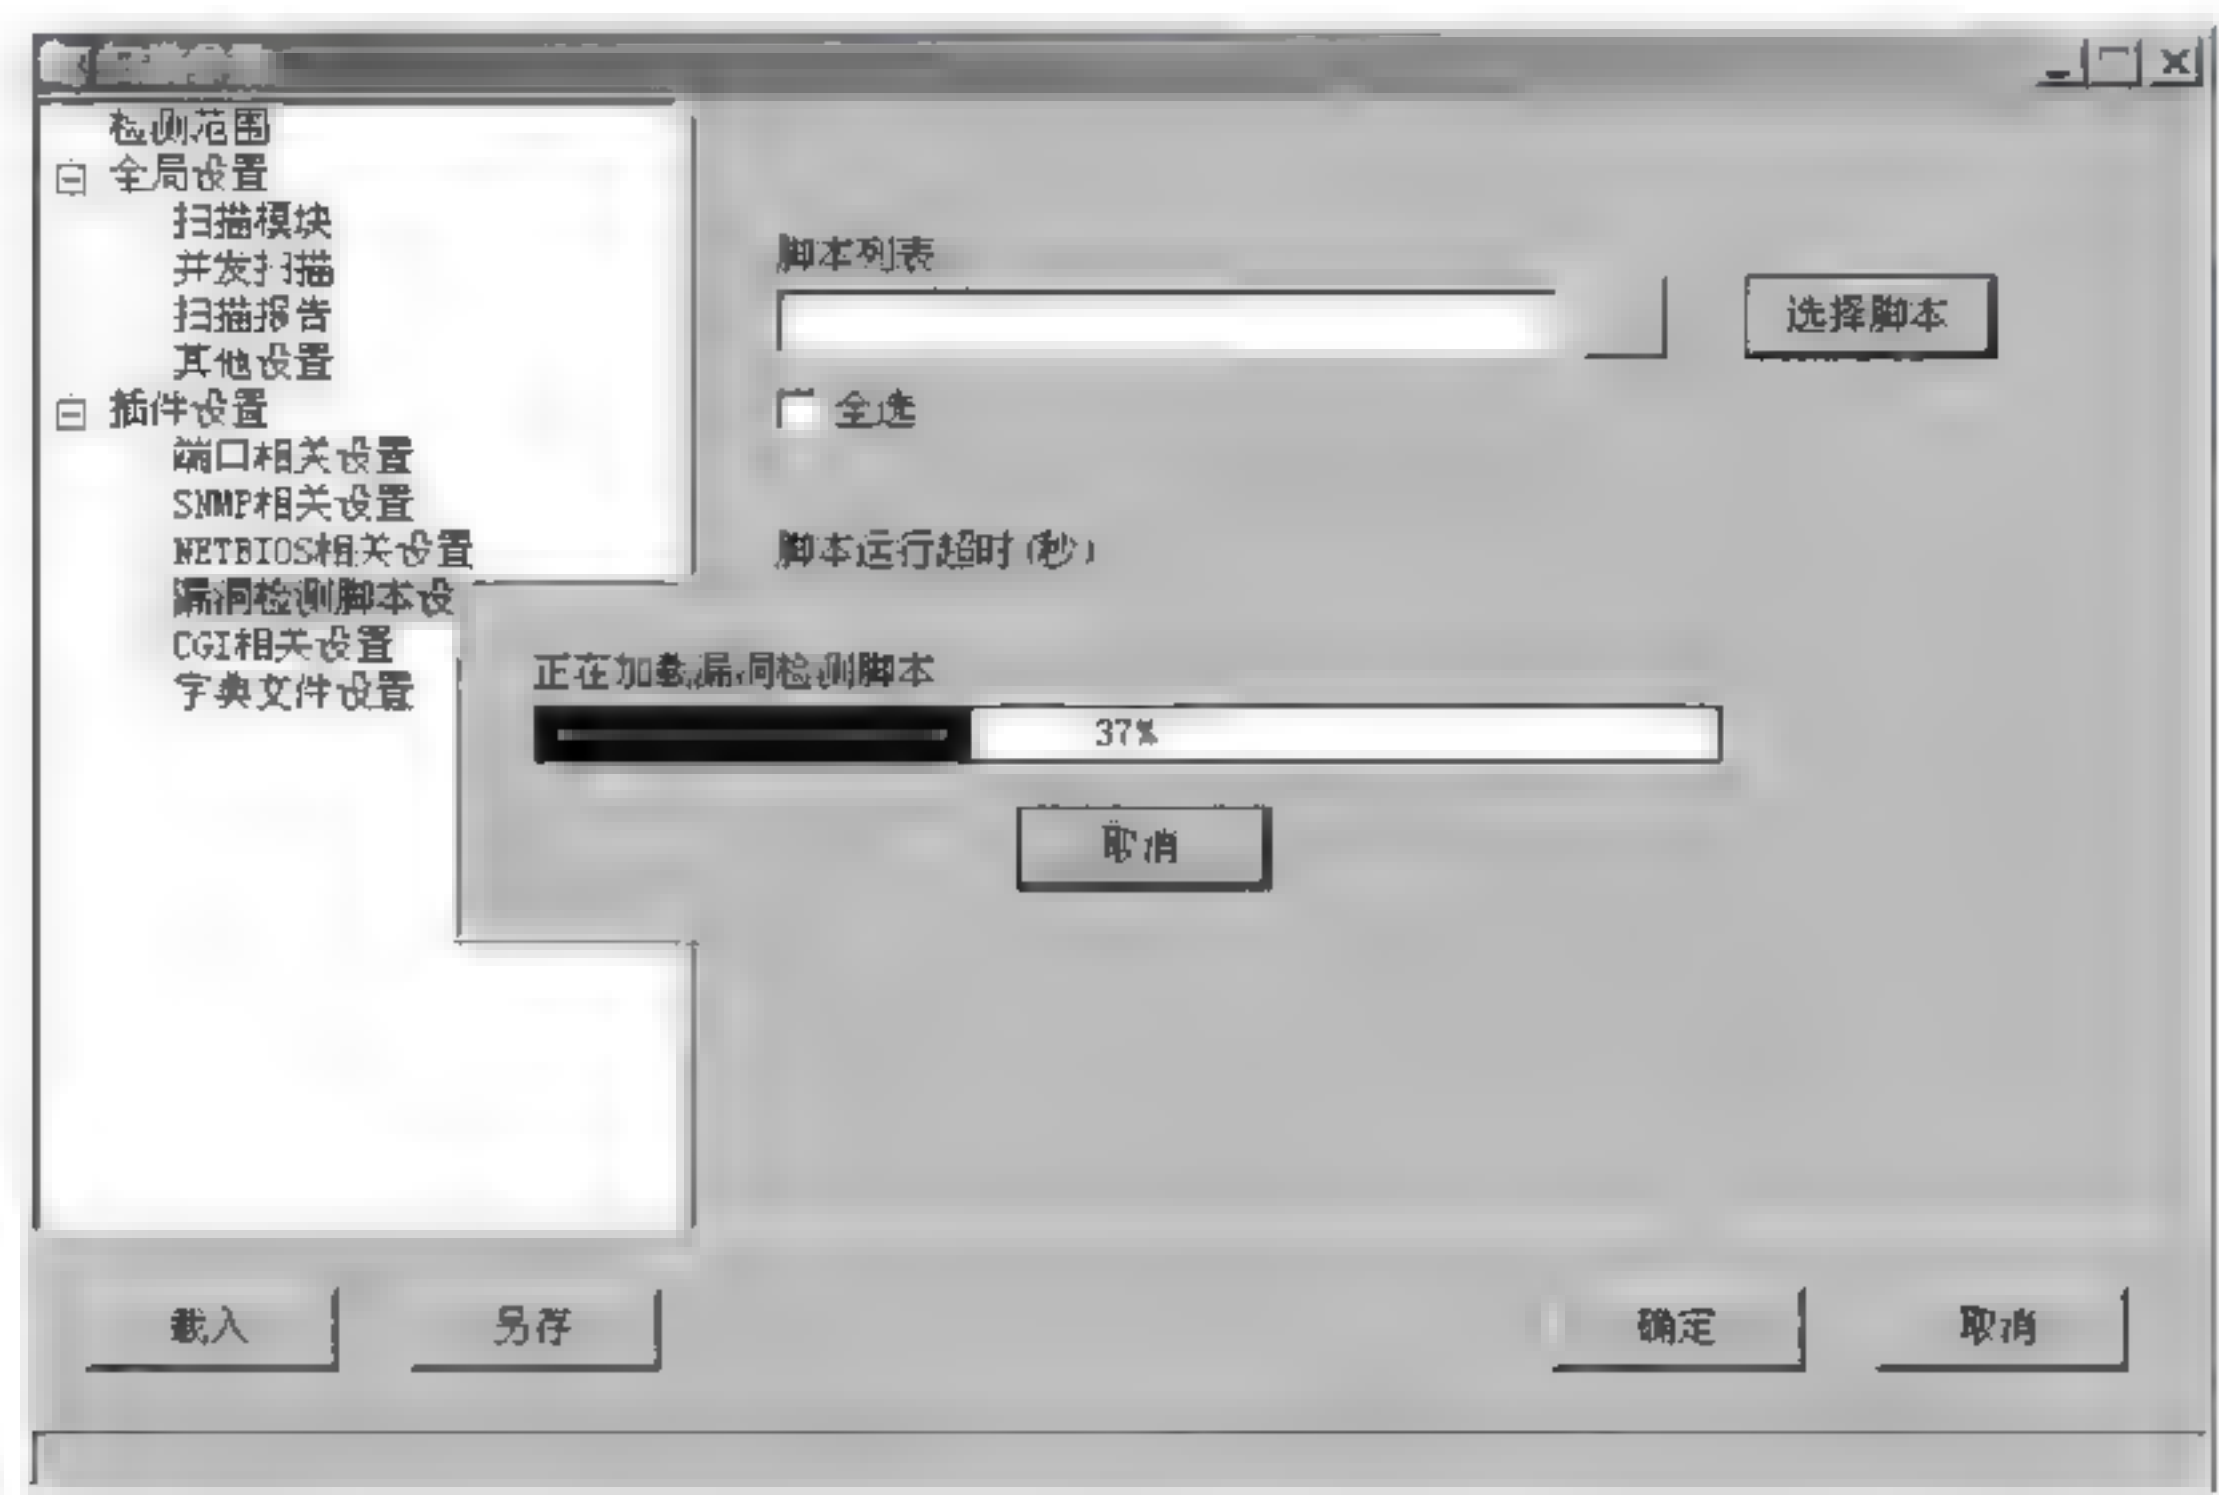 检测范围
全局设置
扫描模块
并发扫描
扫描报告
其他设置
插件设置
端口相关设置
SNMP相关设置
NETBIOS相关设置
漏洞检测脚本设
CGI相关设置
字典文件设置
脚本列表
选择脚本
全选
脚本运行超时(秒)
正在加载漏洞检测脚本
37%
取消
载入
另存
确定
取消